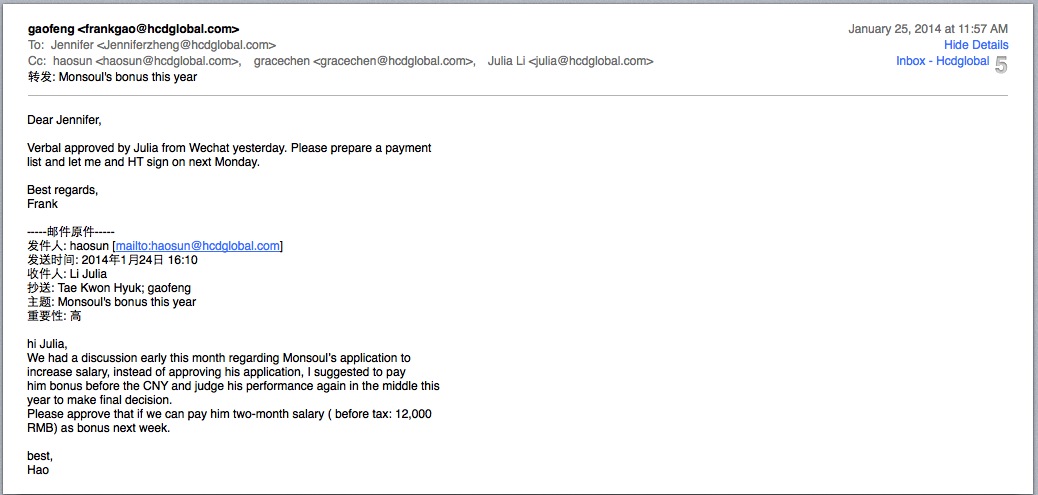 gaofeng <frankgao@hcdglobal.com>
January 25, 2014 at 11:57 AM
To: Jennifer <Jenniferzheng@hcdglobal.com>
Hide Details
Cc: haosun <haosun@hcdglobal.com>, gracechen <gracechen@hcdglobal.com>, Julia Li <julia@hcdglobal.com>
Inbox - Hcdglobal 5
转发: Monsoul's bonus this year
Dear Jennifer,
Verbal approved by Julia from Wechat yesterday. Please prepare a payment
list and let me and HT sign on next Monday.
Best regards,
Frank
-----邮件原件-----
发件人: haosun [mailto:haosun@hcdglobal.com]
发送时间: 2014年1月24日 16:10
收件人: Li Julia
抄送: Tae Kwon Hyuk; gaofeng
主题: Monsoul's bonus this year
重要性: 高
hi Julia,
We had a discussion early this month regarding Monsoul's application to
increase salary, instead of approving his application, I suggested to pay
him bonus before the CNY and judge his performance again in the middle this
year to make final decision.
Please approve that if we can pay him two-month salary ( before tax: 12,000
RMB) as bonus next week.
best,
Hao